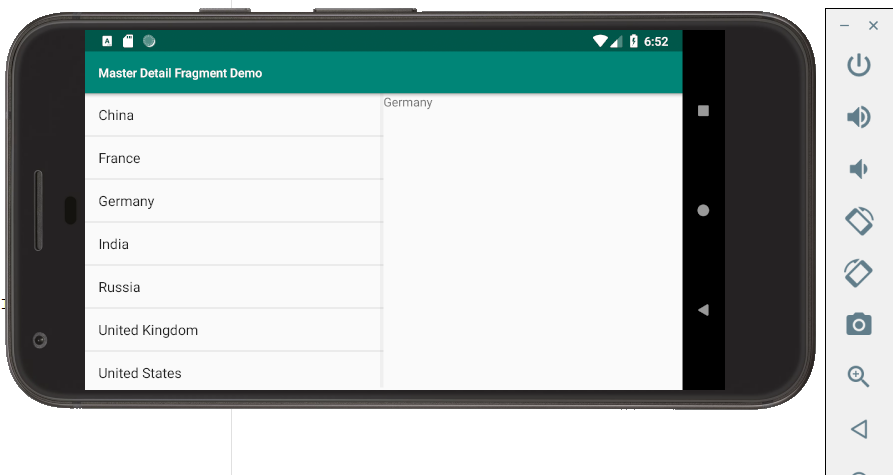 6:52
Master Detail Fragment Demo
China
Germany
France
Germany
India
Russia
United Kingdom
United States